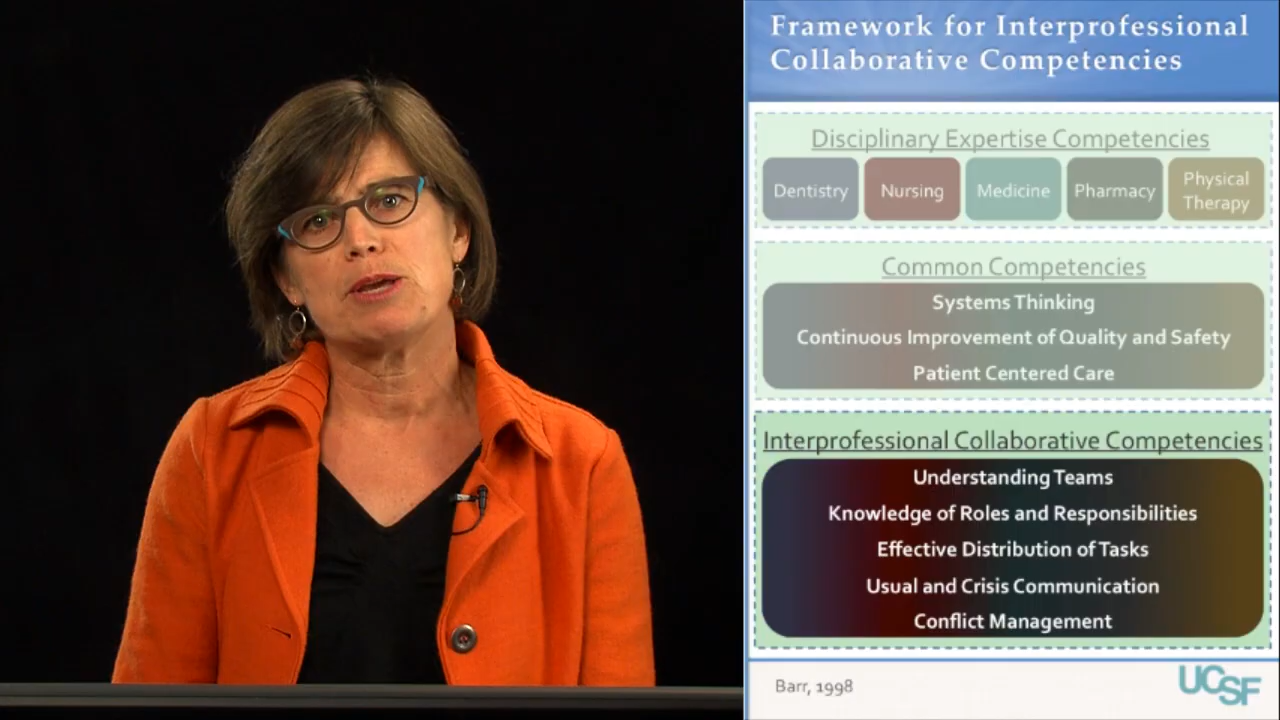 Framework for Interprofessional
Collaborative Competencies
Disciplinary Expertise Competencies
Dentistry
Nursing
Medicine
Pharmacy
Physical
Therapy
Common Competencies
Systems Thinking
Continuous Improvement of Quality and Safety
Patient Centered Care
Interprofessional Collaborative Competencies
Understanding Teams
Knowledge of Roles and Responsibilities
Effective Distribution of Tasks
Usual and Crisis Communication
Conflict Management
Barr, 1998
UCSF